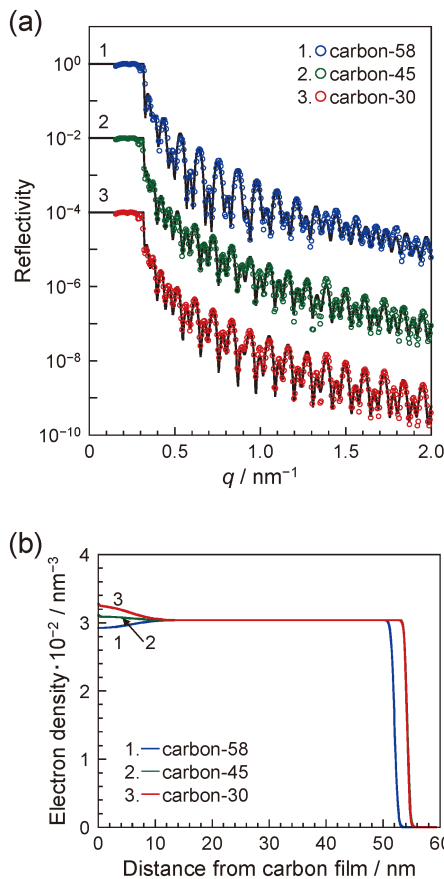 (a)
1
2
3
1. carbon-58
2. carbon-45
3. carbon-30
10⁰
10⁻²
10⁻⁴
10⁻⁶
10⁻⁸
10⁻¹⁰
Reflectivity
0 0.5 1.0 1.5 2.0
q / nm⁻¹
(b)
4
3
2
1
0
Electron density·10⁻² / nm⁻³
3
1 2
1. carbon-58
2. carbon-45
3. carbon-30
0 10 20 30 40 50
Distance from carbon film / nm